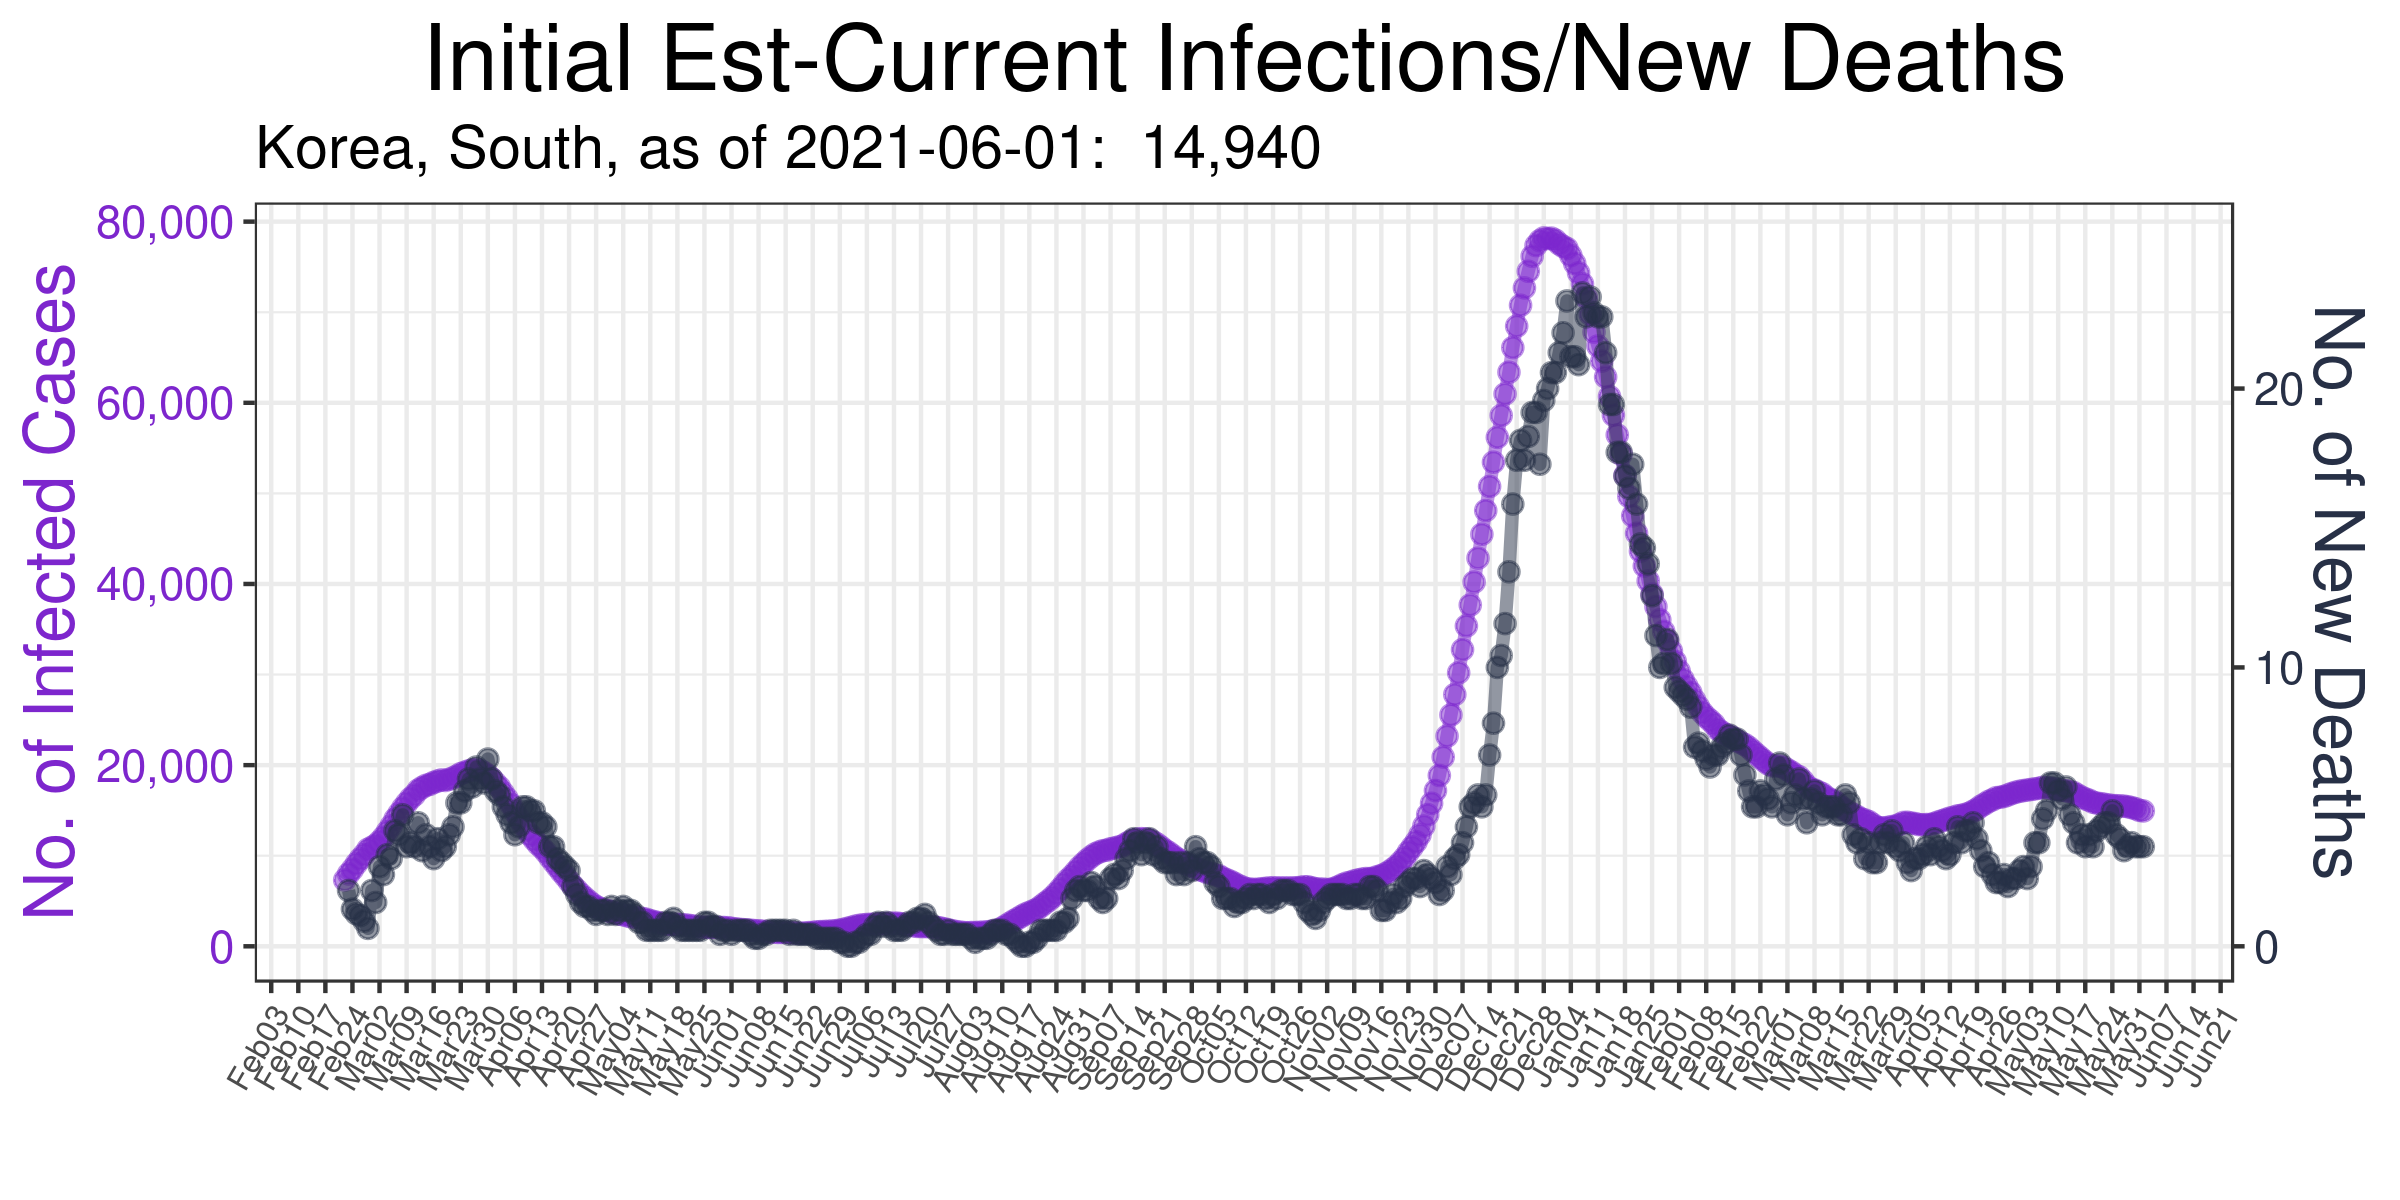 Initial Est-Current Infections/New Deaths
Korea, South, as of 2021-06-01:  14,940
No. of Infected Cases
80,000
60,000
40,000
20,000
0
No. of New Deaths
20
10
0
Feb03
Feb10
Feb17
Feb24
Mar02
Mar09
Mar16
Mar23
Mar30
Apr06
Apr13
Apr20
Apr27
May04
May11
May18
May25
Jun01
Jun08
Jun15
Jun22
Jun29
Jul06
Jul13
Jul20
Jul27
Aug03
Aug10
Aug17
Aug24
Aug31
Sep07
Sep14
Sep21
Sep28
Oct05
Oct12
Oct19
Oct26
Nov02
Nov09
Nov16
Nov23
Nov30
Dec07
Dec14
Dec21
Dec28
Jan04
Jan11
Jan18
Jan25
Feb01
Feb08
Feb15
Feb22
Mar01
Mar08
Mar15
Mar22
Mar29
Apr05
Apr12
Apr19
Apr26
May03
May10
May17
May24
May31
Jun07
Jun14
Jun21